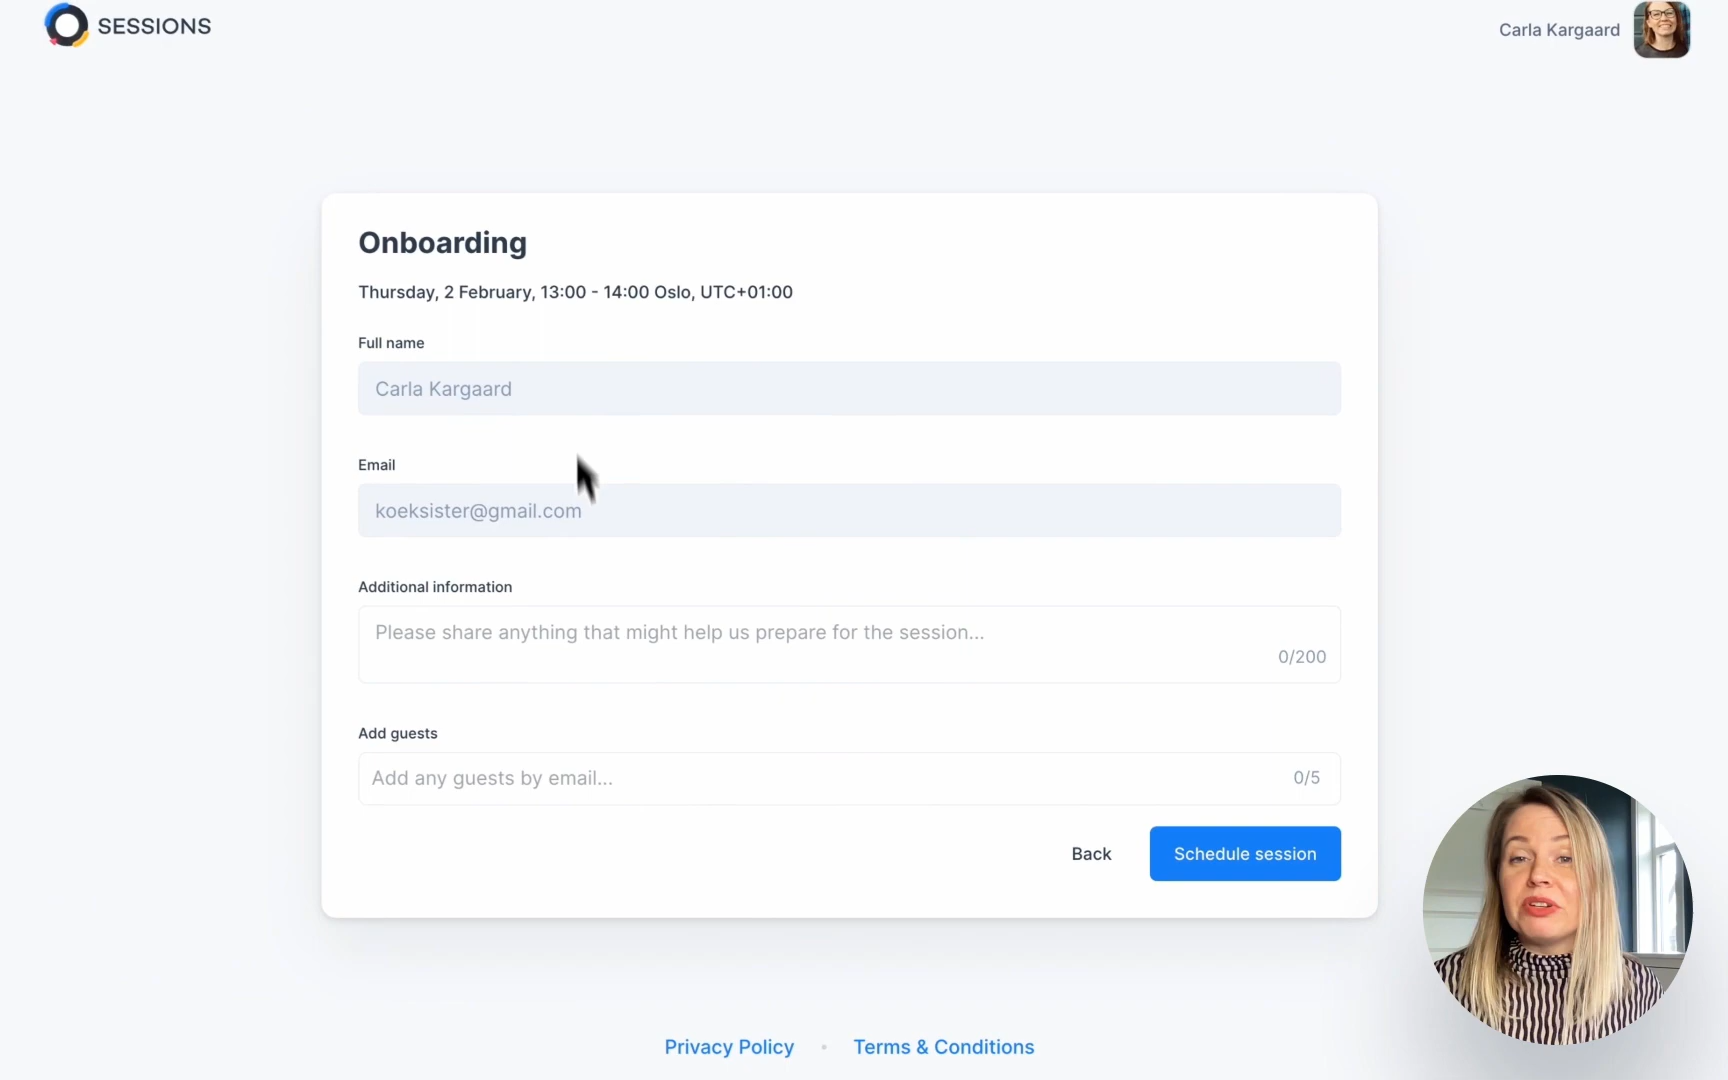 SESSIONS
Carla Kargaard
Onboarding
Thursday, 2 February, 13:00 - 14:00 Oslo, UTC+01:00
Full name
Carla Kargaard
Email
koeksister@gmail.com
Additional information
Please share anything that might help us prepare for the session...
0/200
Add guests
Add any guests by email...
0/5
Back
Schedule session
Privacy Policy • Terms & Conditions